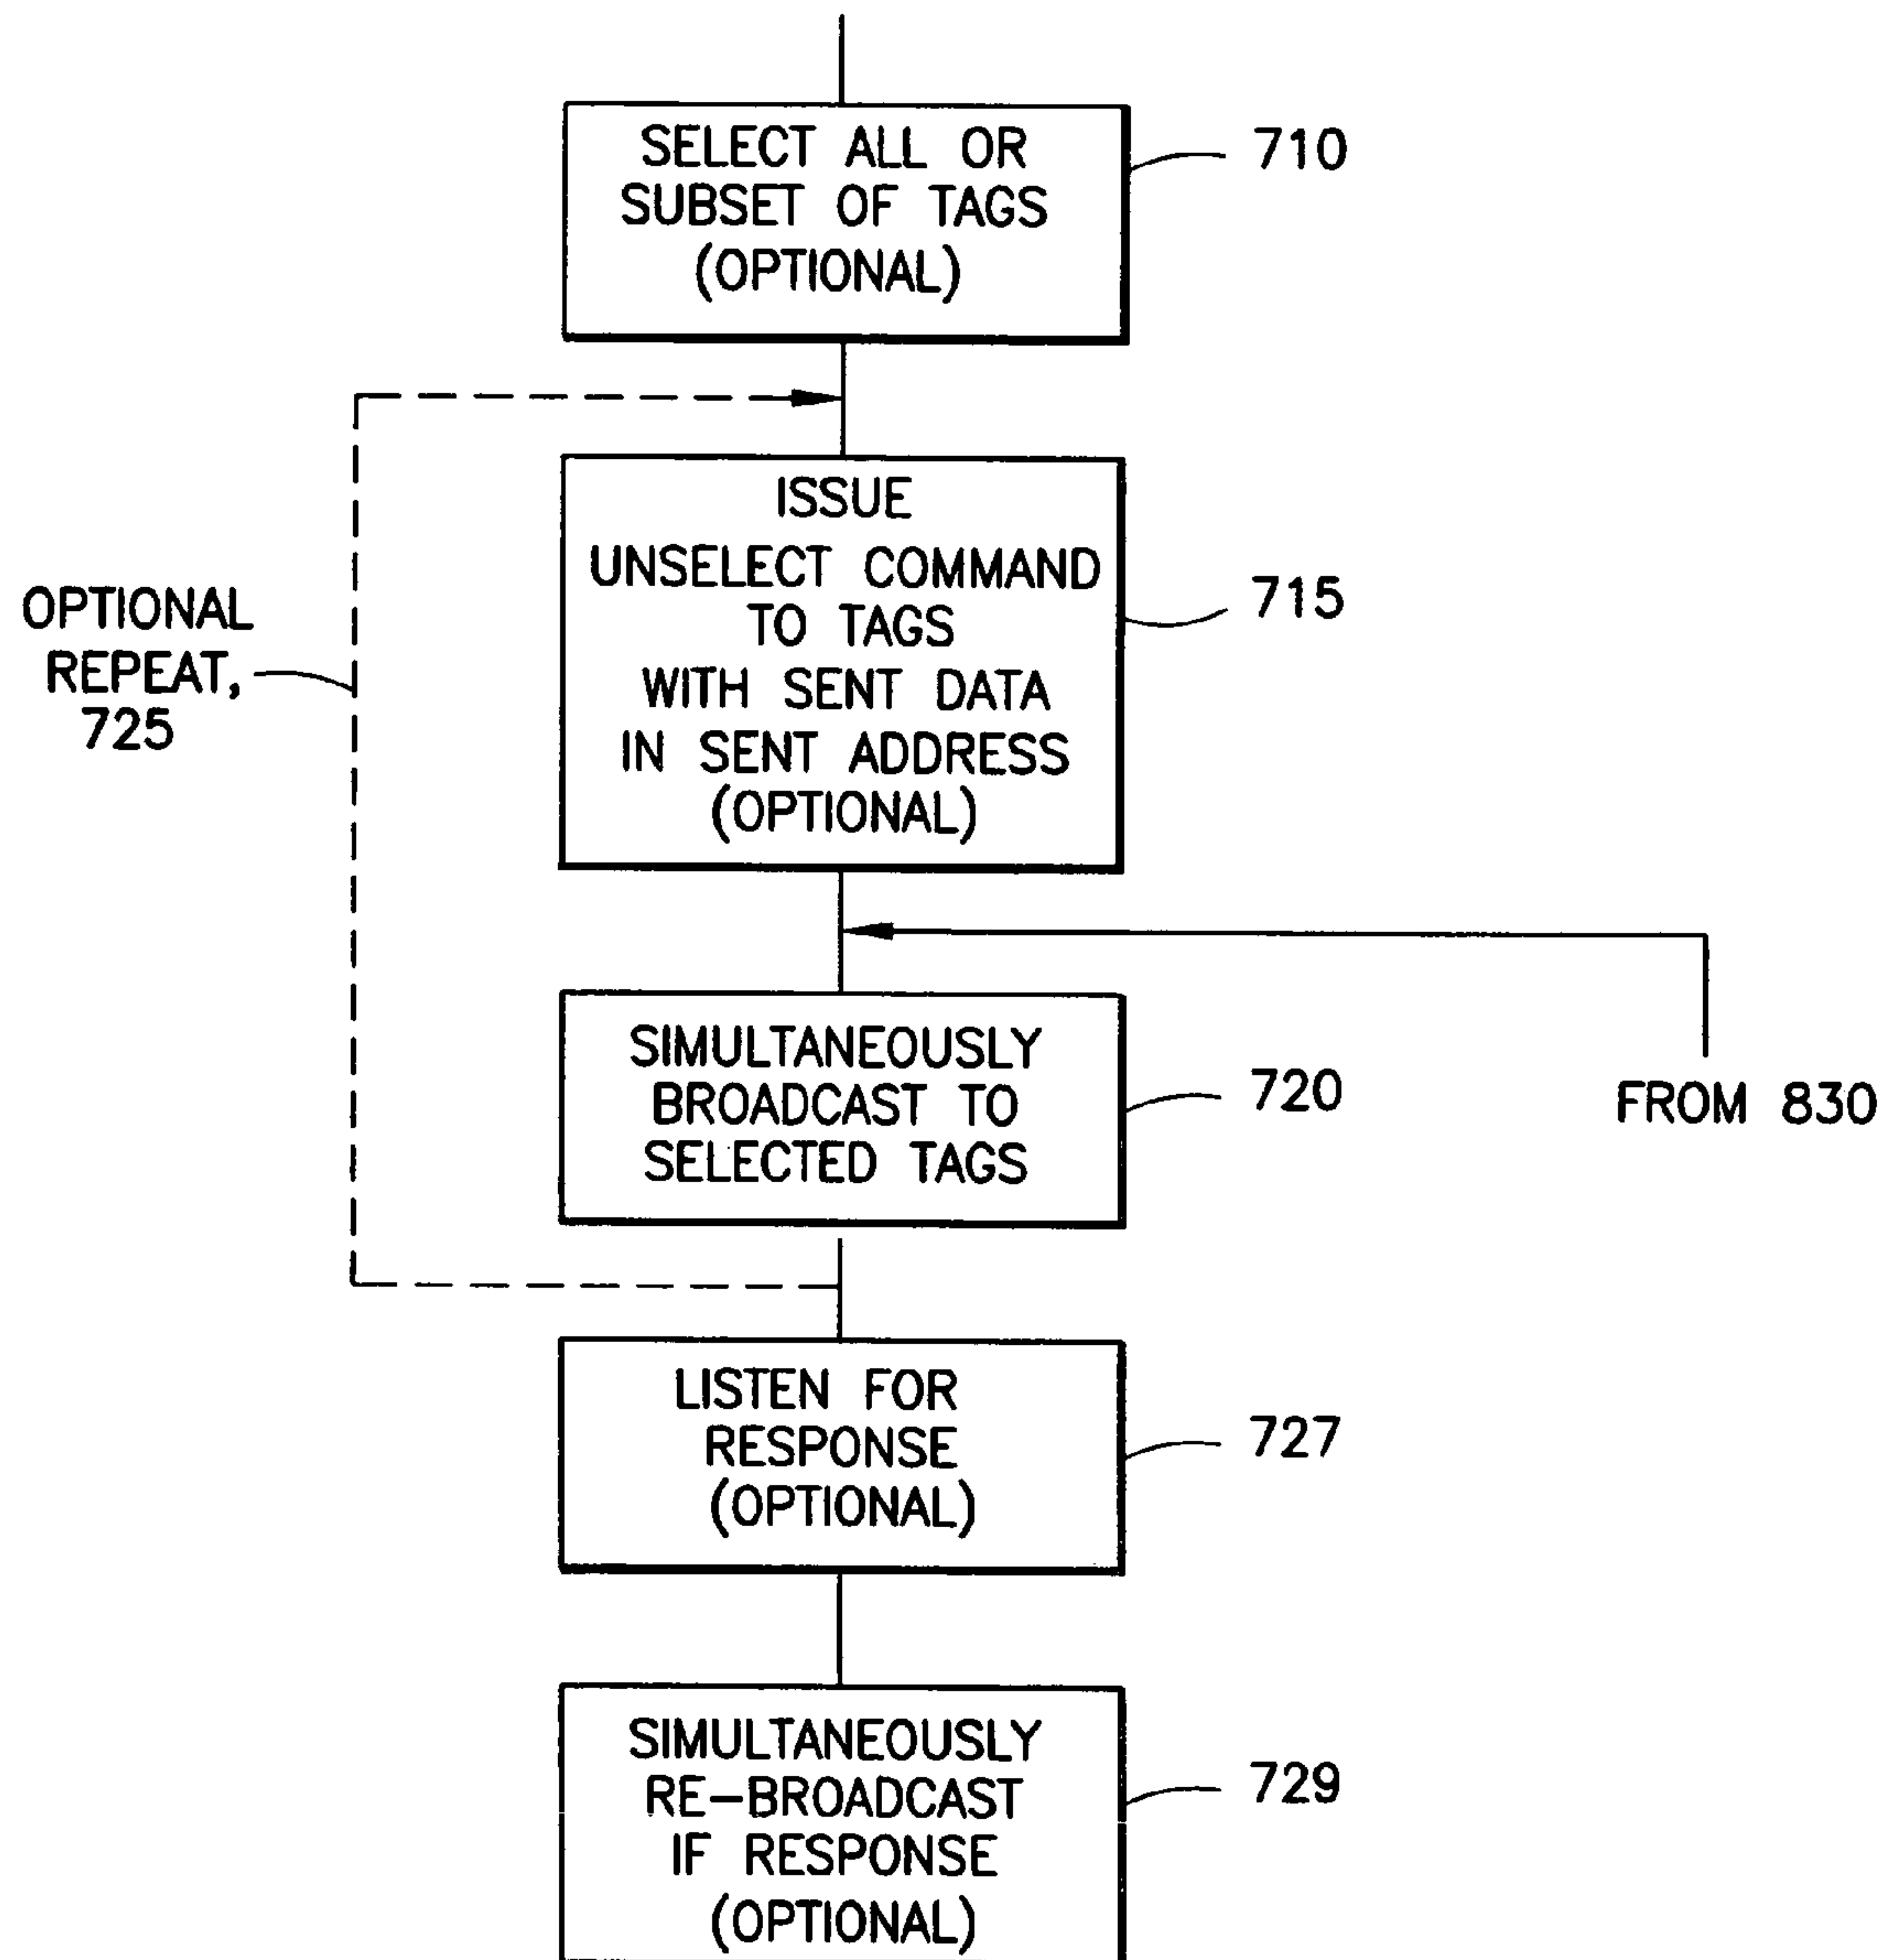 SELECT ALL OR
SUBSET OF TAGS
(OPTIONAL)
710
ISSUE
UNSELECT COMMAND
TO TAGS
WITH SENT DATA
IN SENT ADDRESS
(OPTIONAL)
715
OPTIONAL
REPEAT,
725
SIMULTANEOUSLY
BROADCAST TO
SELECTED TAGS
720
FROM 830
LISTEN FOR
RESPONSE
(OPTIONAL)
727
SIMULTANEOUSLY
RE-BROADCAST
IF RESPONSE
(OPTIONAL)
729